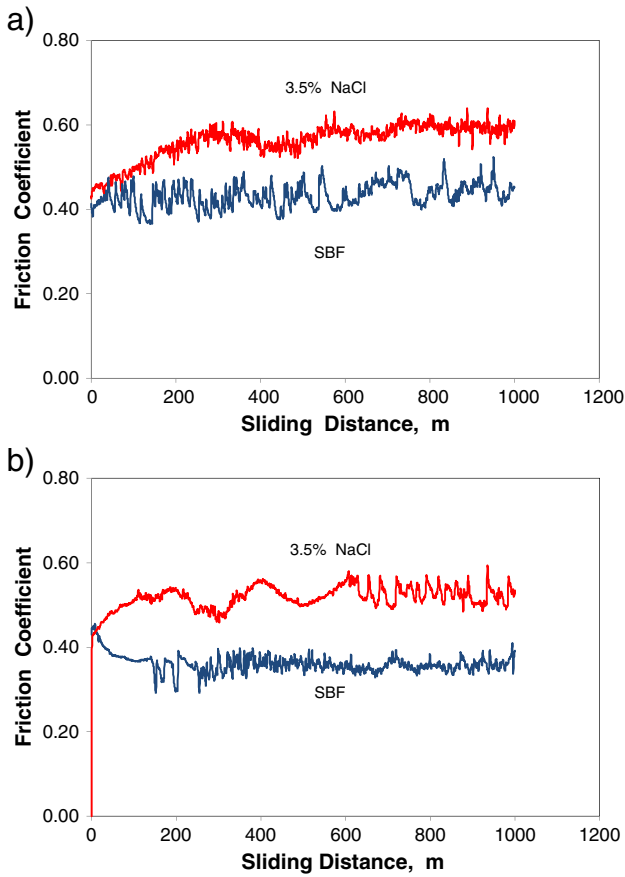 a)
0.80
3.5% NaCl
0.60
0.40
SBF
0.20
0.00
0 200 400 600 800 1000 1200
Friction Coefficient
Sliding Distance, m
b)
0.80
3.5% NaCl
0.60
0.40
SBF
0.20
0.00
0 200 400 600 800 1000 1200
Friction Coefficient
Sliding Distance, m